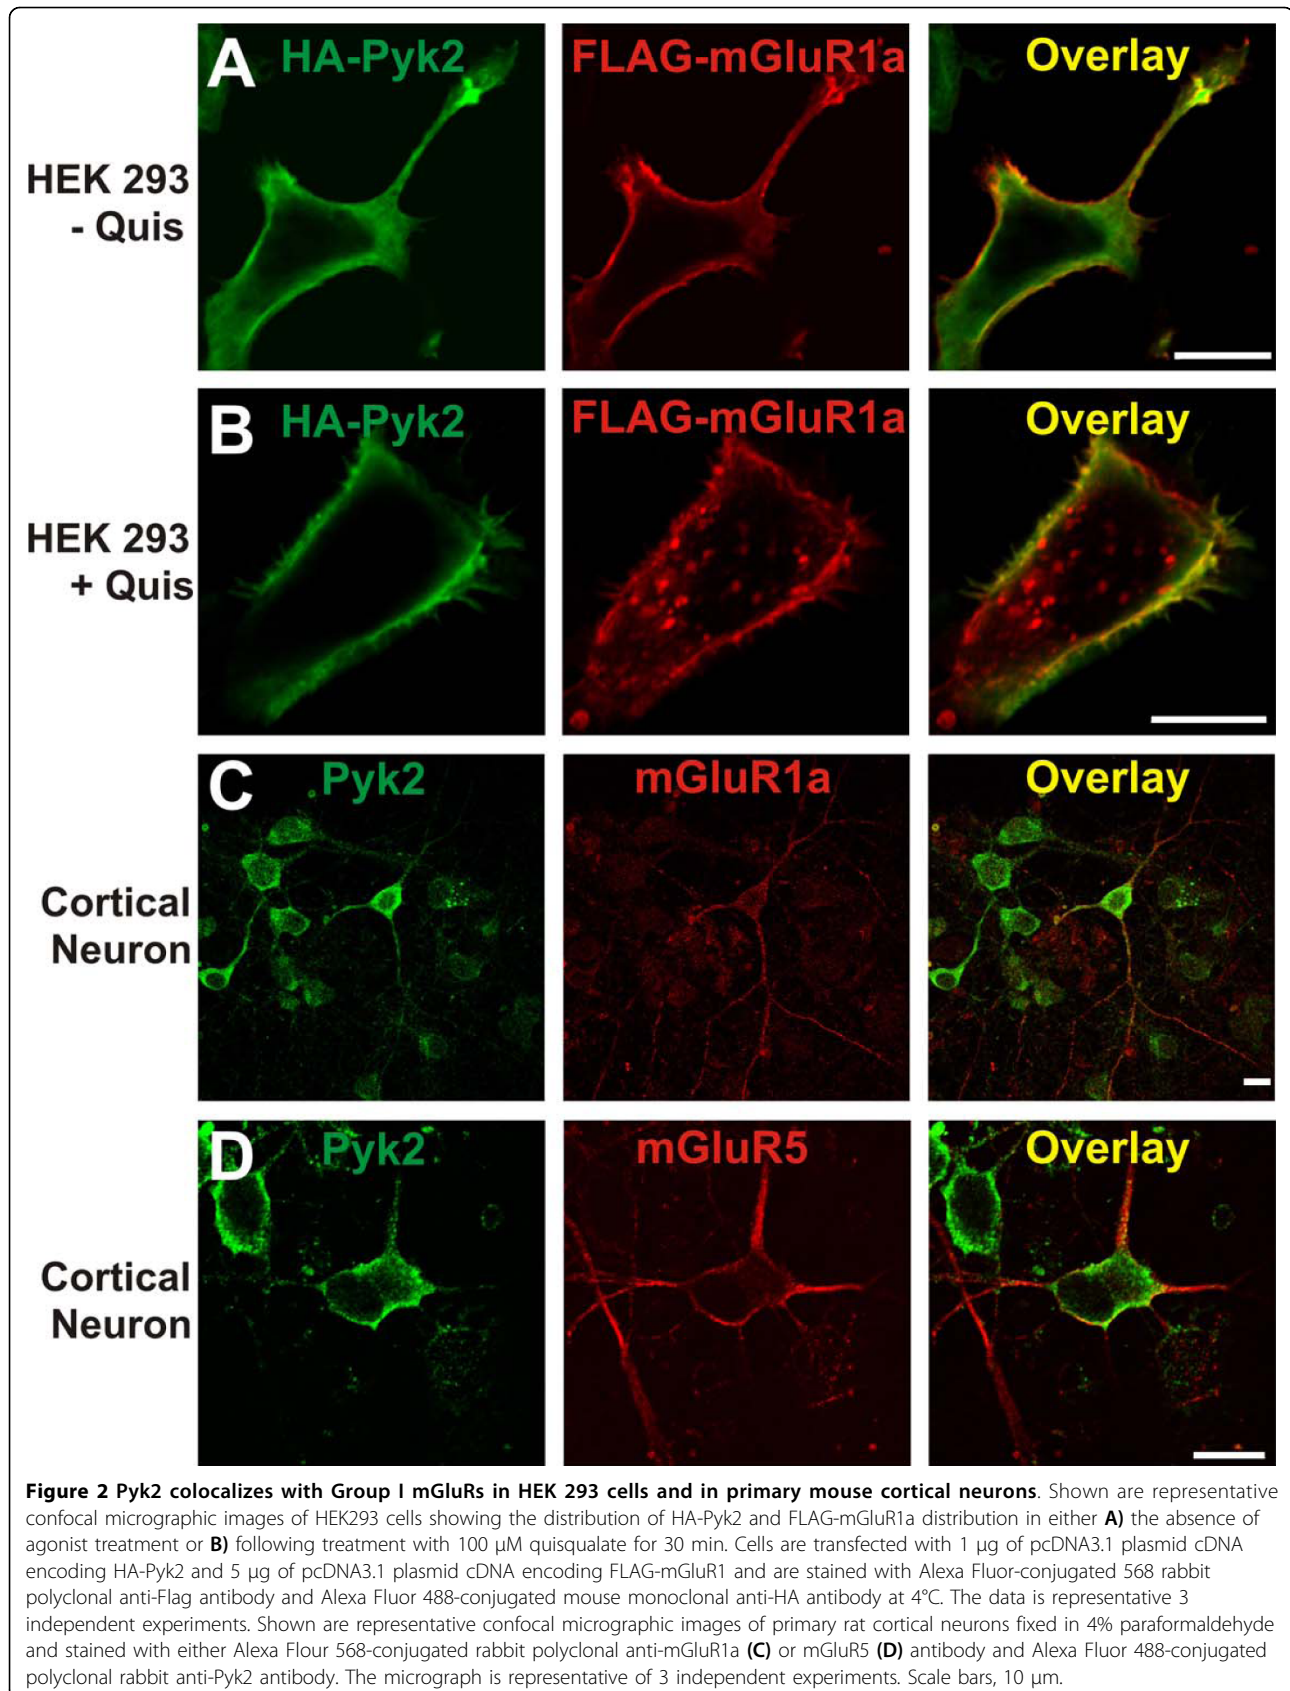 A HA-Pyk2 FLAG-mGluR1a Overlay
HEK 293
- Quis
B HA-Pyk2 FLAG-mGluR1a Overlay
HEK 293
+ Quis
C Pyk2 mGluR1a Overlay
Cortical
Neuron
D Pyk2 mGluR5 Overlay
Cortical
Neuron
Figure 2 Pyk2 colocalizes with Group I mGluRs in HEK 293 cells and in primary mouse cortical neurons. Shown are representative
confocal micrographic images of HEK293 cells showing the distribution of HA-Pyk2 and FLAG-mGluR1a distribution in either A) the absence of
agonist treatment or B) following treatment with 100 μM quisqualate for 30 min. Cells are transfected with 1 μg of pcDNA3.1 plasmid cDNA
encoding HA-Pyk2 and 5 μg of pcDNA3.1 plasmid cDNA encoding FLAG-mGluR1 and are stained with Alexa Fluor-conjugated 568 rabbit
polyclonal anti-Flag antibody and Alexa Fluor 488-conjugated mouse monoclonal anti-HA antibody at 4°C. The data is representative 3
independent experiments. Shown are representative confocal micrographic images of primary rat cortical neurons fixed in 4% paraformaldehyde
and stained with either Alexa Flour 568-conjugated rabbit polyclonal anti-mGluR1a (C) or mGluR5 (D) antibody and Alexa Fluor 488-conjugated
polyclonal rabbit anti-Pyk2 antibody. The micrograph is representative of 3 independent experiments. Scale bars, 10 μm.